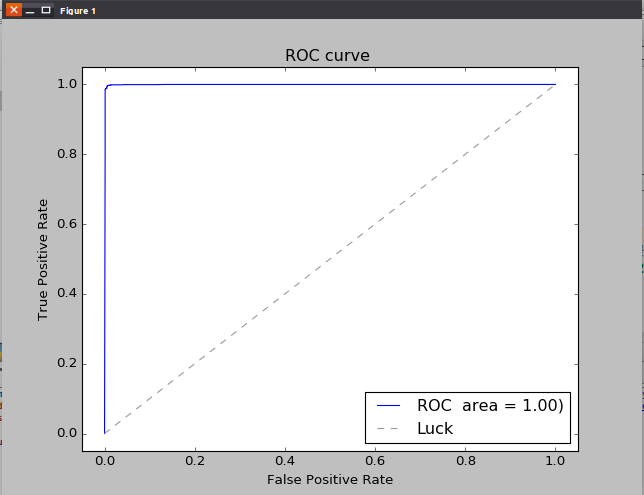 Figure 1
ROC curve
True Positive Rate
1.0
0.8
0.6
0.4
0.2
0.0
ROC  area = 1.00)
Luck
0.0 0.2 0.4 0.6 0.8 1.0
False Positive Rate